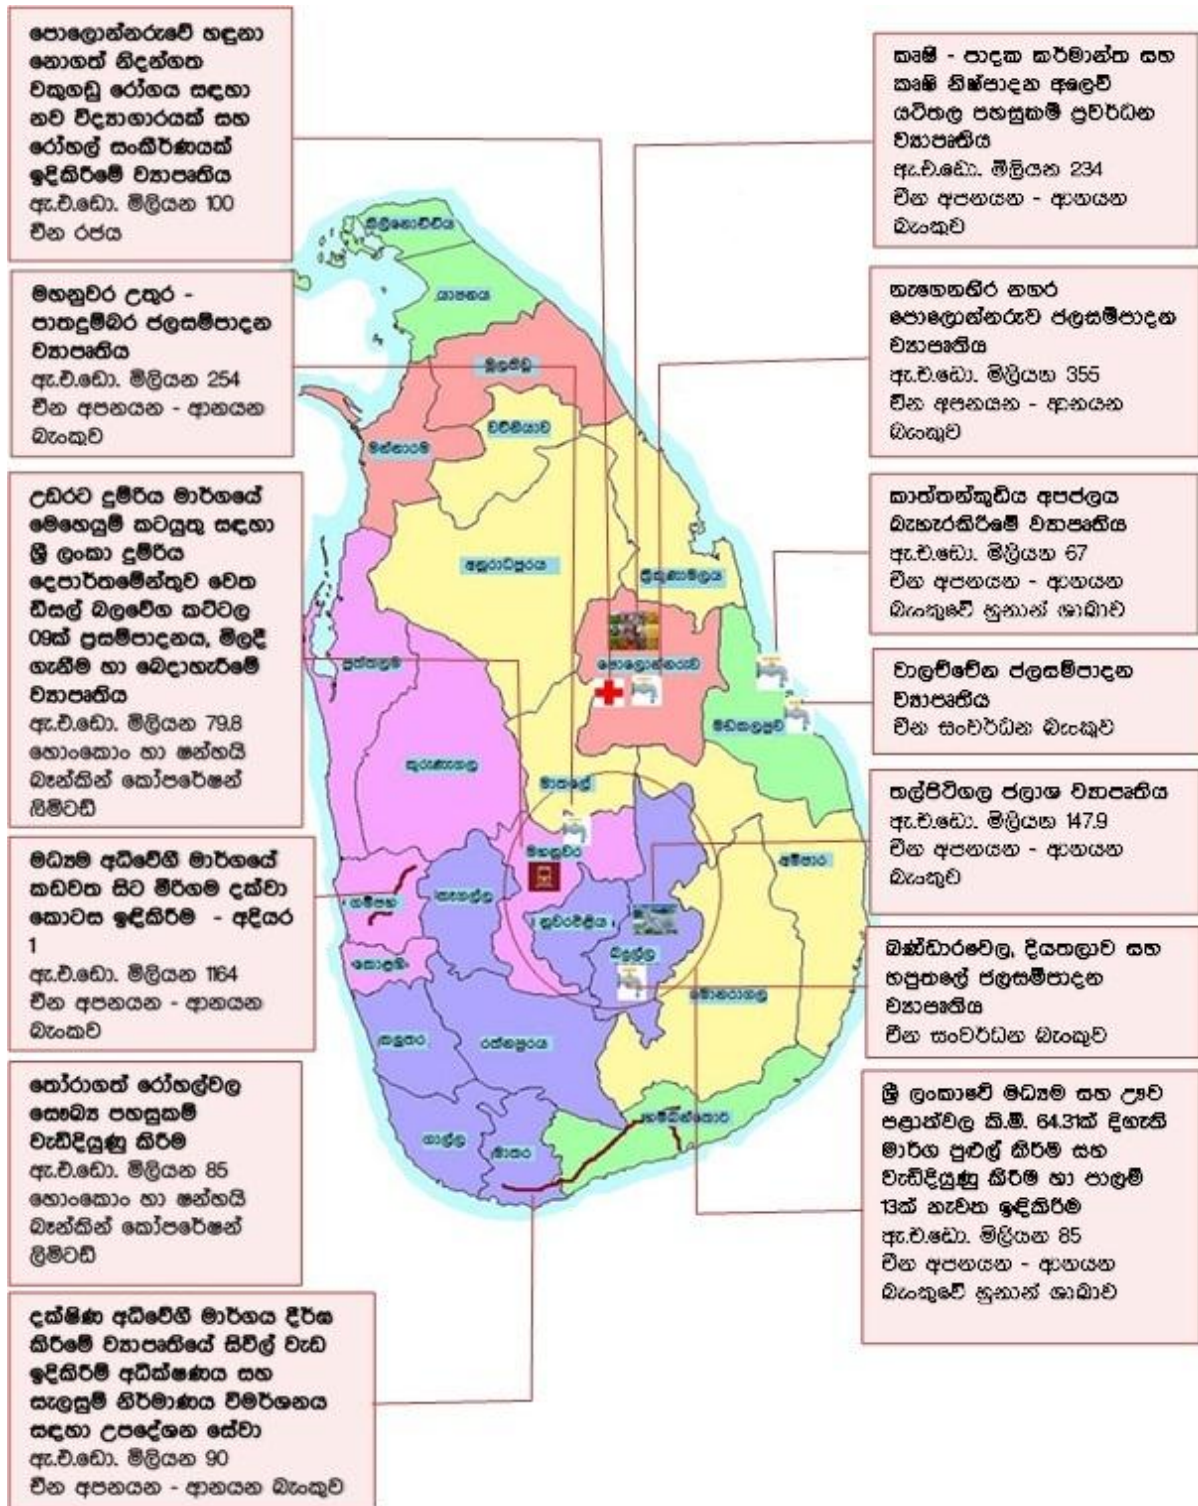 පොලොන්නරුවේ හඳුනා
නොගත් නිදන්ගත
වකුගඩු රෝගය සඳහා
නව විද්‍යාගාරයක් සහ
රෝහල් සංකීර්ණයක්
ඉදිකිරීමේ ව්‍යාපෘතිය
ඇ.එ.ඩො. මිලියන 100
චීන රජය
මහනුවර උතුර -
පාතදුම්බර ජලසම්පාදන
ව්‍යාපෘතිය
ඇ.එ.ඩො. මිලියන 254
චීන අපනයන - ආනයන
බැංකුව
උඩරට දුම්රිය මාර්ගයේ
මෙහෙයුම් කටයුතු සඳහා
ශ්‍රී ලංකා දුම්රිය
දෙපාර්තමේන්තුව වෙත
ඩීසල් බලවේග කට්ටල
09ක් ප්‍රසම්පාදනය, මිලදී
ගැනීම හා බෙදාහැරීමේ
ව්‍යාපෘතිය
ඇ.එ.ඩො. මිලියන 79.8
හොංකොං හා ෂන්හයි
බෑන්කින් කෝපරේෂන්
ලිමිටඩ්
මධ්‍යම අධිවේගී මාර්ගයේ
කඩවත සිට මීරිගම දක්වා
කොටස ඉඳිකිරීම - අදියර
1
ඇ.එ.ඩො. මිලියන 1164
චීන අපනයන - ආනයන
බැංකුව
තෝරාගත් රෝහල්වල
සෞඛ්‍ය පහසුකම්
වැඩිදියුණු කිරීම
ඇ.එ.ඩො. මිලියන 85
හොංකොං හා ෂන්හයි
බෑන්කින් කෝපරේෂන්
ලිමිටඩ්
දක්ෂිණ අධිවේගී මාර්ගය දීර්ඝ
කිරීමේ ව්‍යාපෘතියේ සිවිල් වැඩ
ඉදිකිරීම් අධීක්ෂණය සහ
සැලසුම් නිර්මාණය විමර්ශනය
සඳහා උපදේශන සේවා
ඇ.එ.ඩො. මිලියන 90
චීන අපනයන - ආනයන බැංකුව
කිලිනොච්චිය
යාපනය
මුලතිව්
වව්නියාව
මන්නාරම
අනුරාධපුරය
ත්‍රිකුණාමලය
පුත්තලම
පොලොන්නරුව
මඩකලපුව
කුරුණෑගල
මාතලේ
මහනුවර
අම්පාර
ගම්පහ
කෑගල්ල
නුවරඑළිය
බදුල්ල
කොළඹ
මොනරාගල
කලුතර
රත්නපුරය
හම්බන්තොට
ගාල්ල
මාතර
කෘෂි - පාදක කර්මාන්ත සහ
කෘෂි නිෂ්පාදන අලෙවි
යටිතල පහසුකම් ප්‍රවර්ධන
ව්‍යාපෘතිය
ඇ.එ.ඩො. මිලියන 234
චීන අපනයන - ආනයන
බැංකුව
නැගෙනහිර නගර
පොලොන්නරුව ජලසම්පාදන
ව්‍යාපෘතිය
ඇ.එ.ඩො. මිලියන 355
චීන අපනයන - ආනයන
බැංකුව
කාත්තන්කුඩිය අපජලය
බැහැරකිරීමේ ව්‍යාපෘතිය
ඇ.එ.ඩො. මිලියන 67
චීන අපනයන - ආනයන
බැංකුවේ හුනාන් ශාඛාව
වාලච්චේන ජලසම්පාදන
ව්‍යාපෘතිය
චීන සංවර්ධන බැංකුව
තල්පිටිගල ජලාශ ව්‍යාපෘතිය
ඇ.එ.ඩො. මිලියන 147.9
චීන අපනයන - ආනයන
බැංකුව
බණ්ඩාරවෙල, දියතලාව සහ
හපුතලේ ජලසම්පාදන
ව්‍යාපෘතිය
චීන සංවර්ධන බැංකුව
ශ්‍රී ලංකාවේ මධ්‍යම සහ ඌව
පළාත්වල කි.මී. 64.31ක් දිගැති
මාර්ග පුළුල් කිරීම සහ
වැඩිදියුණු කිරීම හා පාලම්
13ක් නැවත ඉඳිකිරීම
ඇ.එ.ඩො. මිලියන 85
චීන අපනයන - ආනයන
බැංකුවේ හුනාන් ශාඛාව